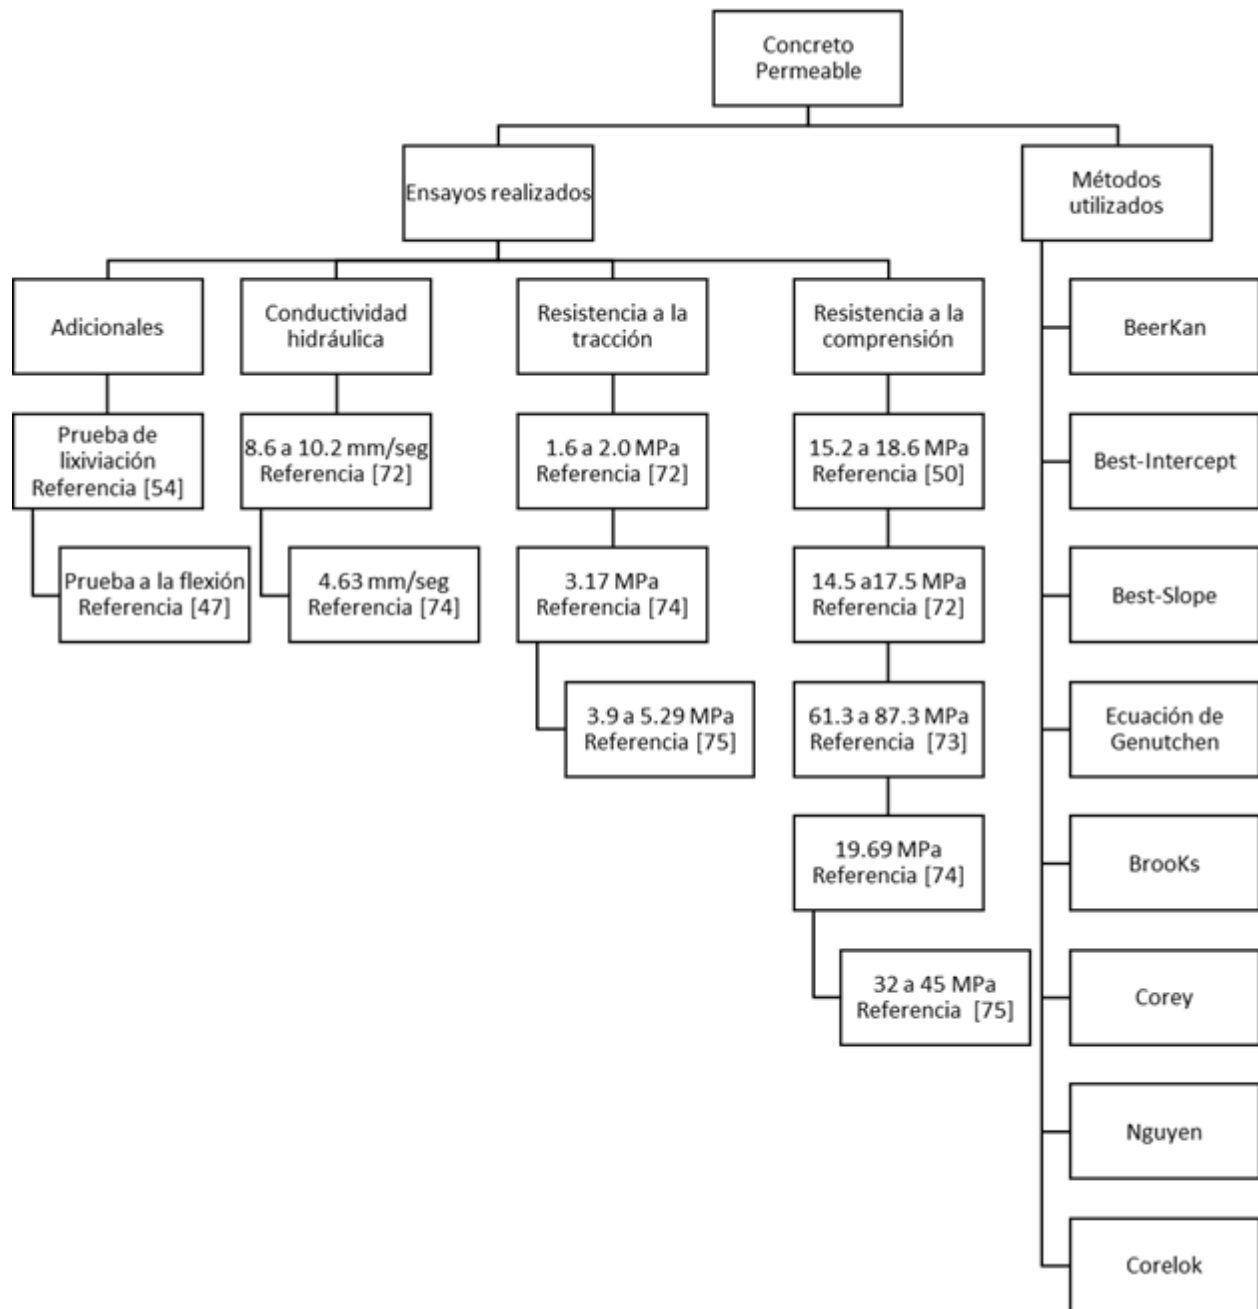 Concreto
Permeable
Ensayos realizados
Métodos
utilizados
Adicionales
Conductividad
hidráulica
Resistencia a la
tracción
Resistencia a la
comprensión
BeerKan
Prueba de
lixiviación
Referencia [54]
8.6 a 10.2 mm/seg
Referencia [72]
1.6 a 2.0 MPa
Referencia [72]
15.2 a 18.6 MPa
Referencia [50]
Best-Intercept
Prueba a la flexión
Referencia [47]
4.63 mm/seg
Referencia [74]
3.17 MPa
Referencia [74]
14.5 a17.5 MPa
Referencia [72]
Best-Slope
3.9 a 5.29 MPa
Referencia [75]
61.3 a 87.3 MPa
Referencia [73]
Ecuación de
Genutchen
19.69 MPa
Referencia [74]
BrooKs
32 a 45 MPa
Referencia [75]
Corey
Nguyen
Corelok